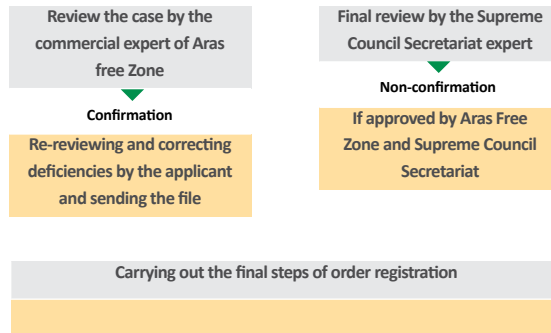 Review the case by the
commercial expert of Aras
free Zone
Confirmation
Re-reviewing and correcting
deficiencies by the applicant
and sending the file
Final review by the Supreme
Council Secretariat expert
Non-confirmation
If approved by Aras Free
Zone and Supreme Council
Secretariat
Carrying out the final steps of order registration